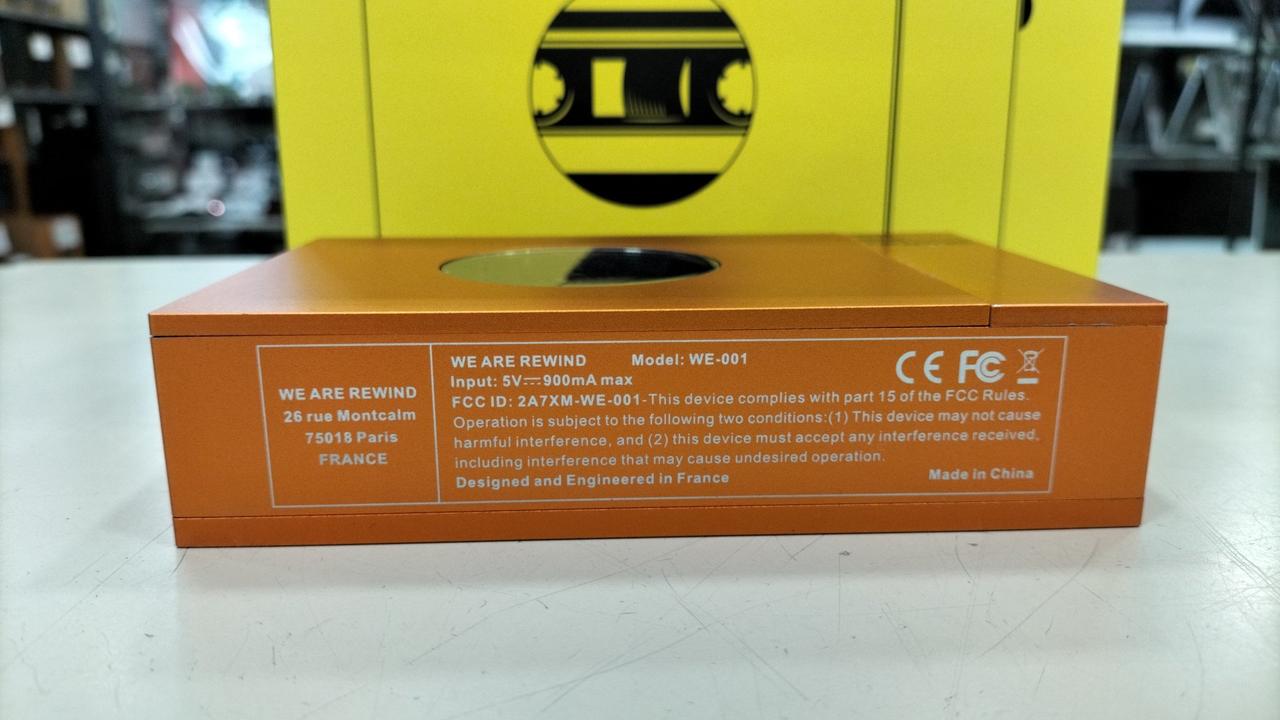 WE ARE REWIND
26 rue Montcalm
75018 Paris
FRANCE
WE ARE REWIND Model: WE-001
Input: 5V⎓900mA max
CE FC
FCC ID: 2A7XM-WE-001-This device complies with part 15 of the FCC Rules.
Operation is subject to the following two conditions:(1) This device may not cause
harmful interference, and (2) this device must accept any interference received,
including interference that may cause undesired operation.
Designed and Engineered in France Made in China